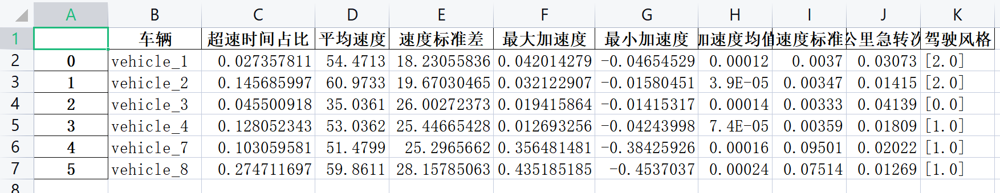 A B C D E F G H I J K
1 车辆 超速时间占比 平均速度 速度标准差 最大加速度 最小加速度 加速度均值 速度标准 公里急转次 驾驶风格
2 0 vehicle_1 0.027357811 54.4713 18.23055836 0.042014279 -0.04654529 0.00012 0.0037 0.03073 [2.0]
3 1 vehicle_2 0.145685997 60.9733 19.67030465 0.032122907 -0.01580451 3.9E-05 0.00347 0.01415 [2.0]
4 2 vehicle_3 0.045500918 35.0361 26.00272373 0.019415864 -0.01415317 0.00014 0.00333 0.04139 [0.0]
5 3 vehicle_4 0.128052343 53.0362 25.44665428 0.012693256 -0.04243998 7.4E-05 0.00359 0.01809 [1.0]
6 4 vehicle_7 0.103059581 51.4799 25.2965662 0.356481481 -0.38425926 0.00016 0.09501 0.02022 [1.0]
7 5 vehicle_8 0.274711697 59.8611 28.15785063 0.435185185 -0.4537037 0.00024 0.07514 0.01269 [1.0]
8